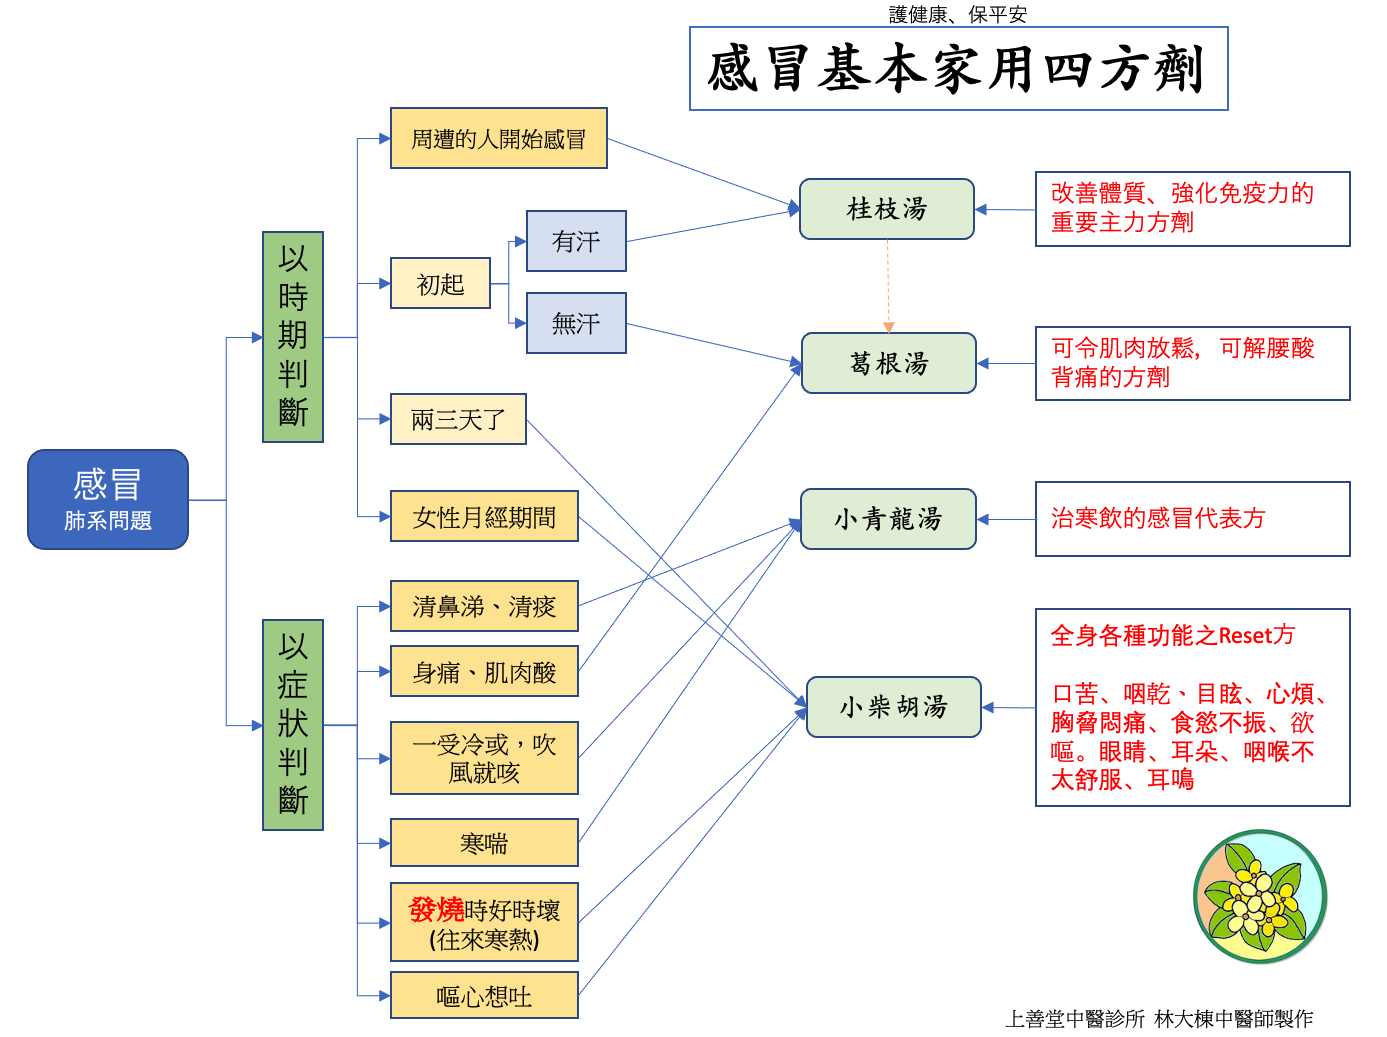 護健康、保平安
感冒基本家用四方劑
感冒
肺系問題
以時期判斷
周遭的人開始感冒
初起
有汗
無汗
兩三天了
女性月經期間
以症狀判斷
清鼻涕、清痰
身痛、肌肉酸
一受冷或，吹
風就咳
寒喘
發燒時好時壞
(往來寒熱)
嘔心想吐
桂枝湯
葛根湯
小青龍湯
小柴胡湯
改善體質、強化免疫力的
重要主力方劑
可令肌肉放鬆，可解腰酸
背痛的方劑
治寒飲的感冒代表方
全身各種功能之Reset方
口苦、咽乾、目眩、心煩、
胸脅悶痛、食慾不振、欲
嘔。眼睛、耳朵、咽喉不
太舒服、耳鳴
上善堂中醫診所 林大棟中醫師製作